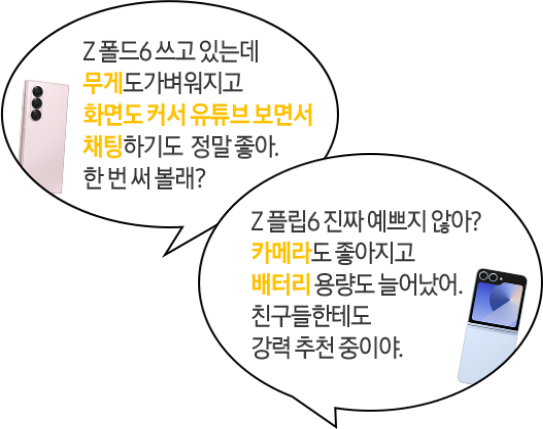 Z 폴드6 쓰고 있는데
무게도가벼워지고
화면도 커서 유튜브 보면서
채팅하기도 정말 좋아.
한 번 써 볼래?
Z 플립6 진짜 예쁘지 않아?
카메라도 좋아지고
배터리 용량도 늘어났어.
친구들한테도
강력 추천 중이야.